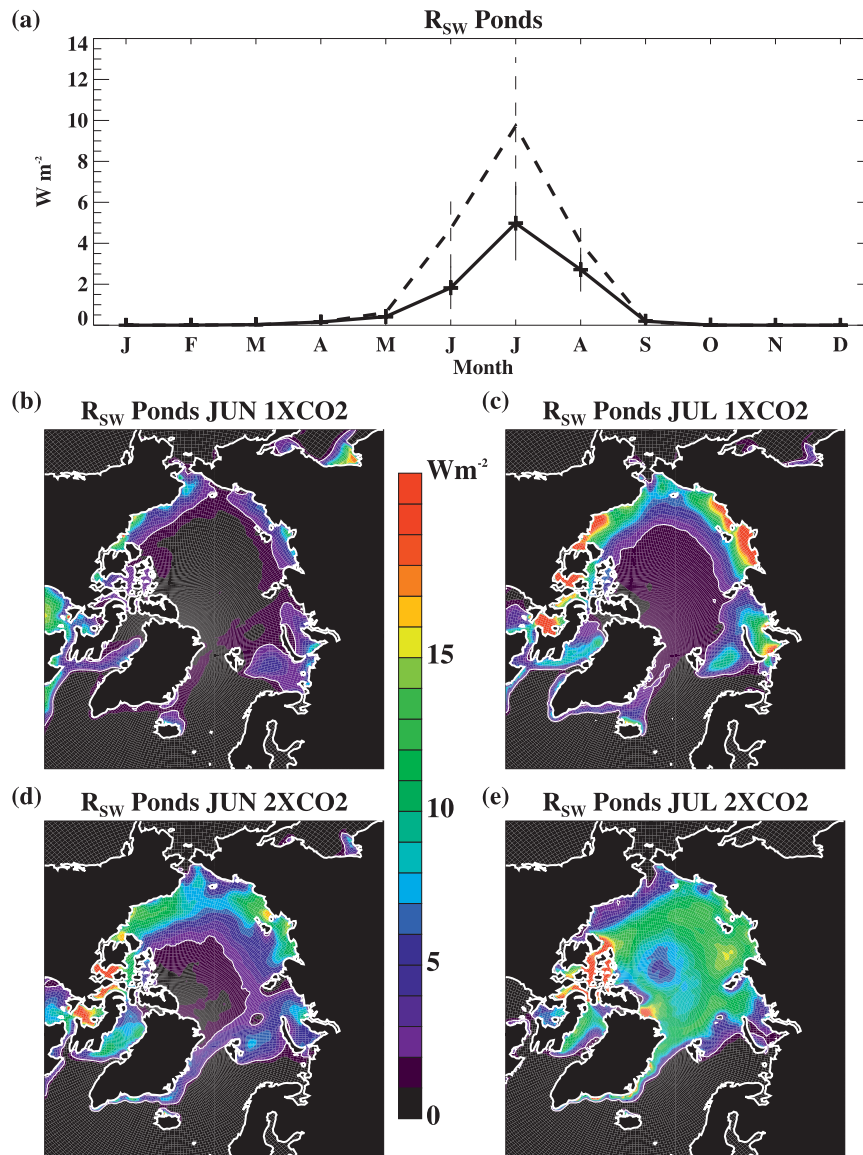 (a)
R_SW Ponds
14
12
10
8
6
4
2
0
W m⁻²
J F M A M J J A S O N D
Month
(b) R_SW Ponds JUN 1XCO2
(c) R_SW Ponds JUL 1XCO2
Wm⁻²
15
10
5
0
(d) R_SW Ponds JUN 2XCO2
(e) R_SW Ponds JUL 2XCO2